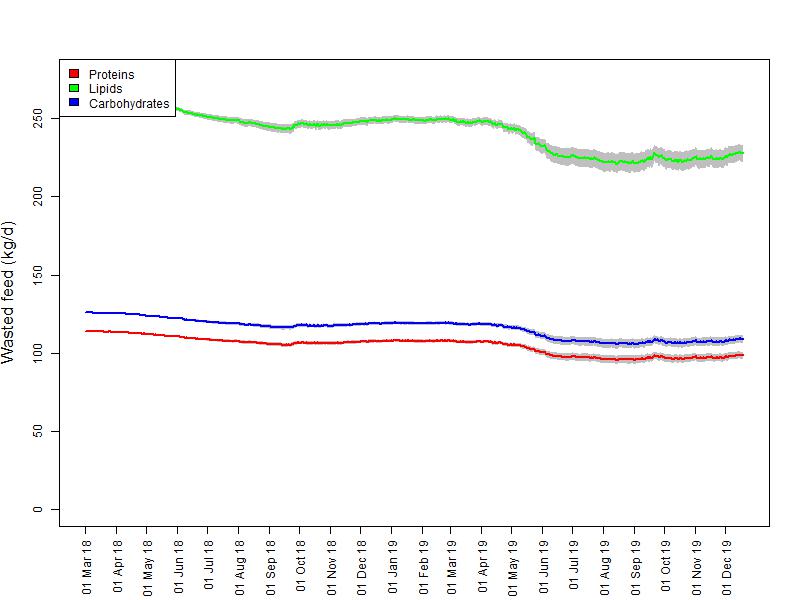 Proteins
Lipids
Carbohydrates
Wasted feed (kg/d)
250
200
150
100
50
0
01 Mar 18
01 Apr 18
01 May 18
01 Jun 18
01 Jul 18
01 Aug 18
01 Sep 18
01 Oct 18
01 Nov 18
01 Dec 18
01 Jan 19
01 Feb 19
01 Mar 19
01 Apr 19
01 May 19
01 Jun 19
01 Jul 19
01 Aug 19
01 Sep 19
01 Oct 19
01 Nov 19
01 Dec 19